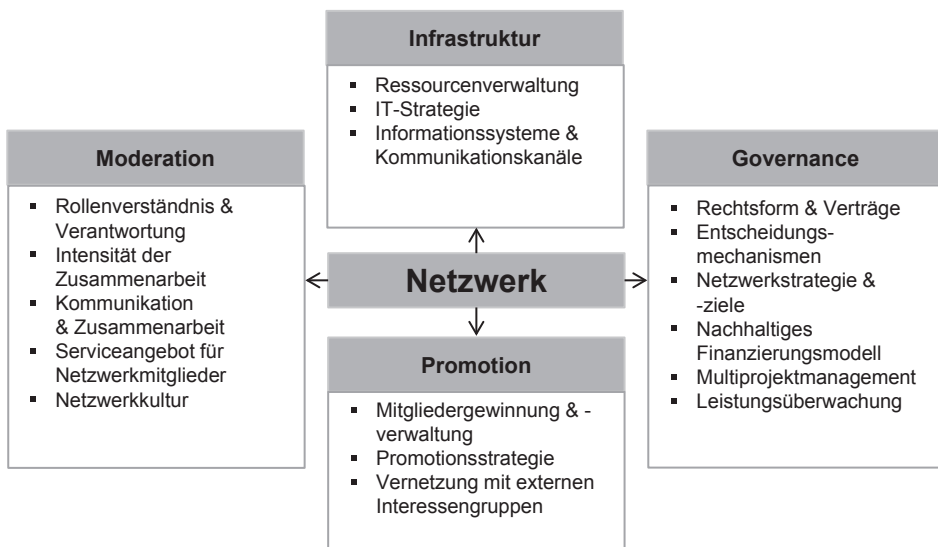 Infrastruktur
▪ Ressourcenverwaltung
▪ IT-Strategie
▪ Informationssysteme &
Kommunikationskanäle
Moderation
▪ Rollenverständnis &
Verantwortung
▪ Intensität der
Zusammenarbeit
▪ Kommunikation
& Zusammenarbeit
▪ Serviceangebot für
Netzwerkmitglieder
▪ Netzwerkkultur
Netzwerk
Governance
▪ Rechtsform & Verträge
▪ Entscheidungs-
mechanismen
▪ Netzwerkstrategie &
-ziele
▪ Nachhaltiges
Finanzierungsmodell
▪ Multiprojektmanagement
▪ Leistungsüberwachung
Promotion
▪ Mitgliedergewinnung & -
verwaltung
▪ Promotionsstrategie
▪ Vernetzung mit externen
Interessengruppen